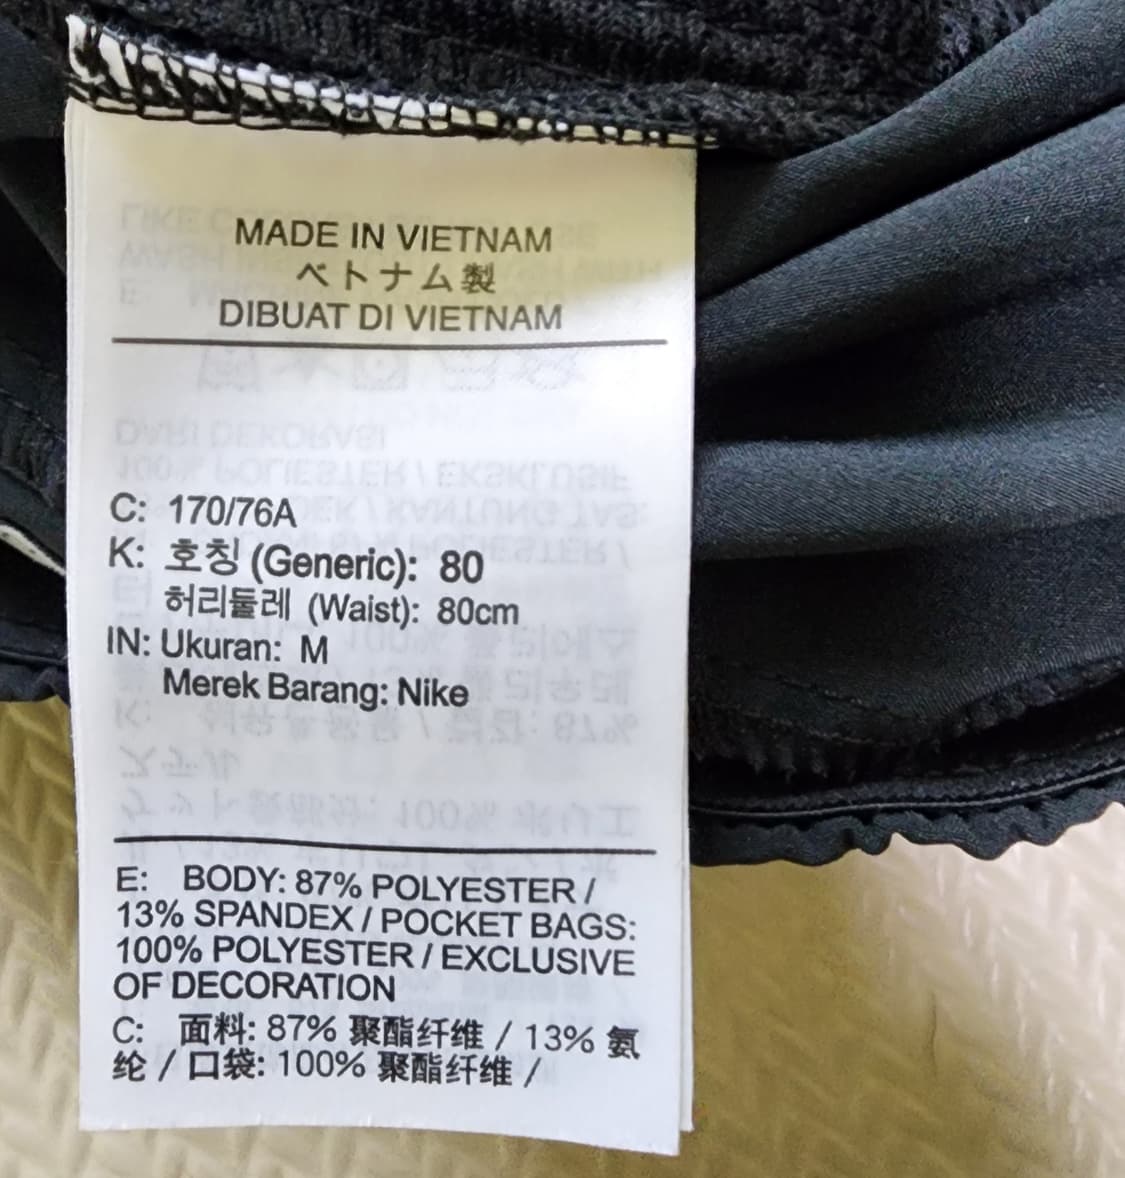 MADE IN VIETNAM
ベトナム製
DIBUAT DI VIETNAM
C: 170/76A
K: 호칭 (Generic): 80
허리둘레 (Waist): 80cm
IN: Ukuran: M
Merek Barang: Nike
E: BODY: 87% POLYESTER /
13% SPANDEX / POCKET BAGS:
100% POLYESTER / EXCLUSIVE
OF DECORATION
C: 面料: 87% 聚酯纤维 / 13% 氨
纶 / 口袋: 100% 聚酯纤维 /